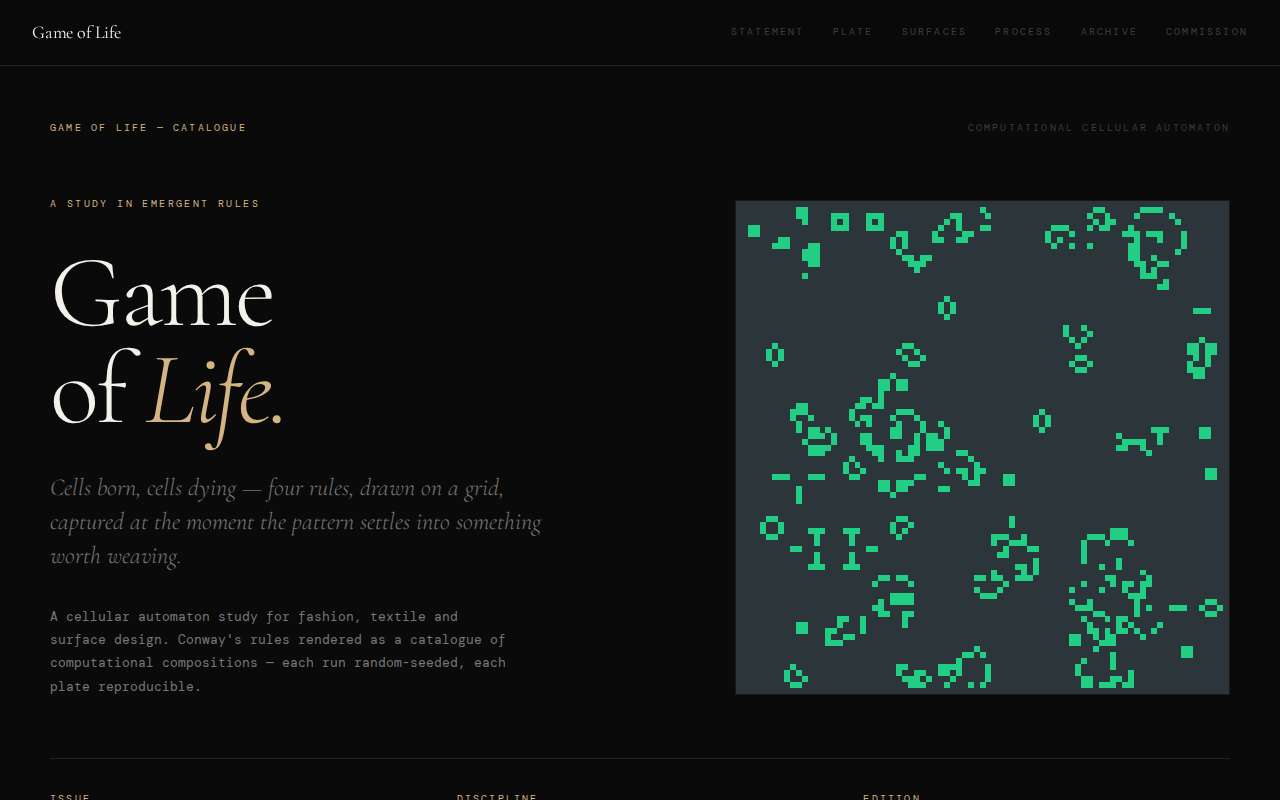 Game of Life
STATEMENT PLATE SURFACES PROCESS ARCHIVE COMMISSION
GAME OF LIFE — CATALOGUE
COMPUTATIONAL CELLULAR AUTOMATON
A STUDY IN EMERGENT RULES
Game
of Life.
Cells born, cells dying — four rules, drawn on a grid,
captured at the moment the pattern settles into something
worth weaving.
A cellular automaton study for fashion, textile and
surface design. Conway's rules rendered as a catalogue of
computational compositions — each run random-seeded, each
plate reproducible.
ISSUE DISCIPLINE EDITION